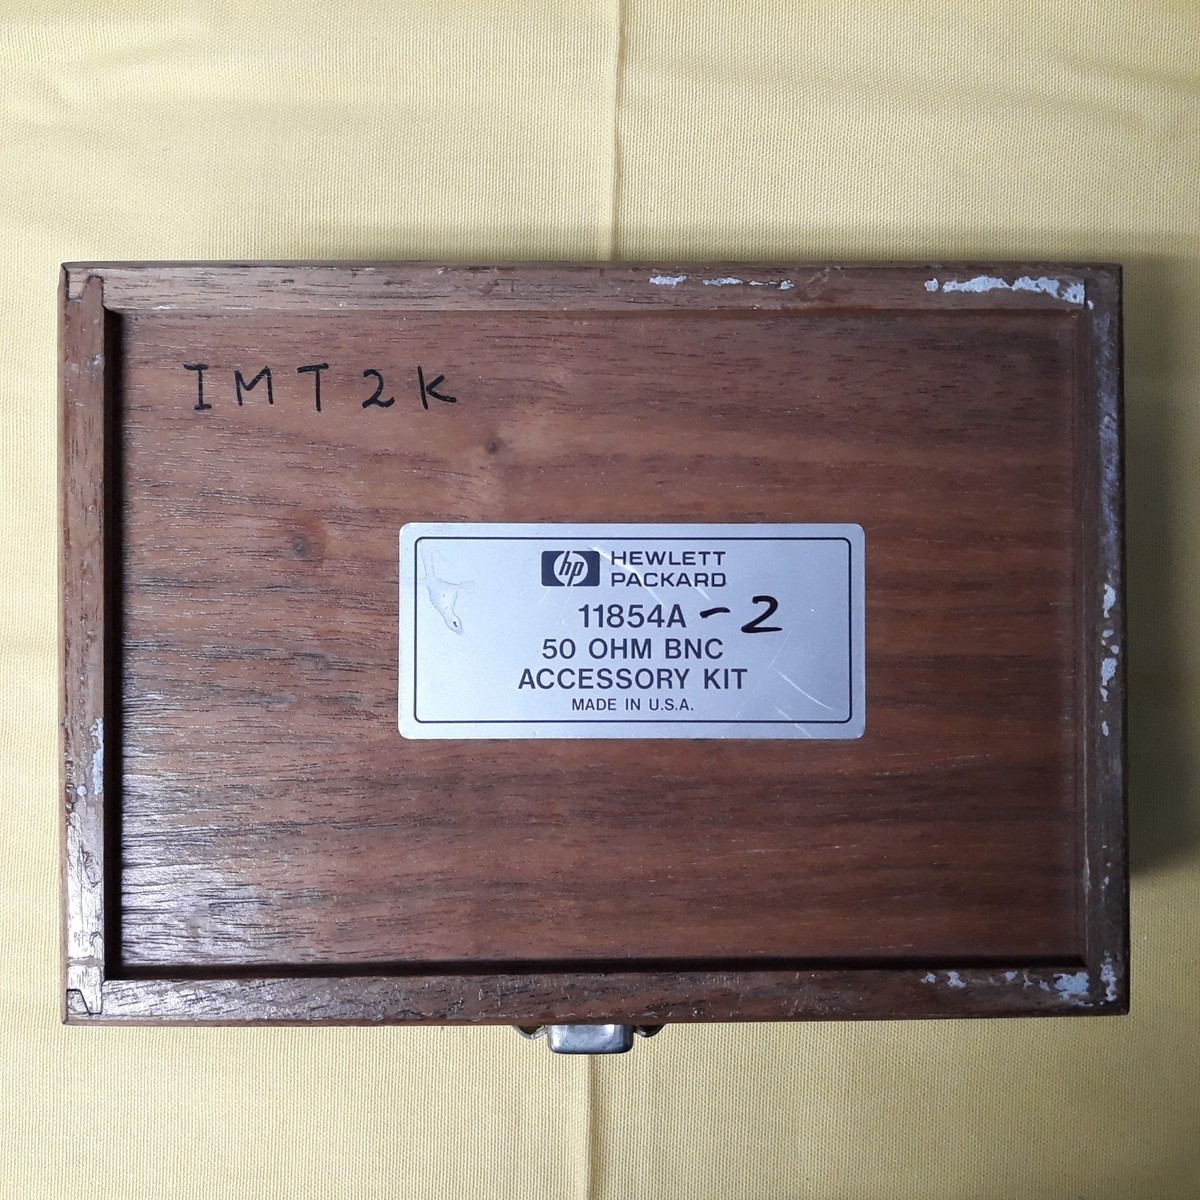 IMT2K
hp HEWLETT
PACKARD
11854A-2
50 OHM BNC
ACCESSORY KIT
MADE IN U.S.A.